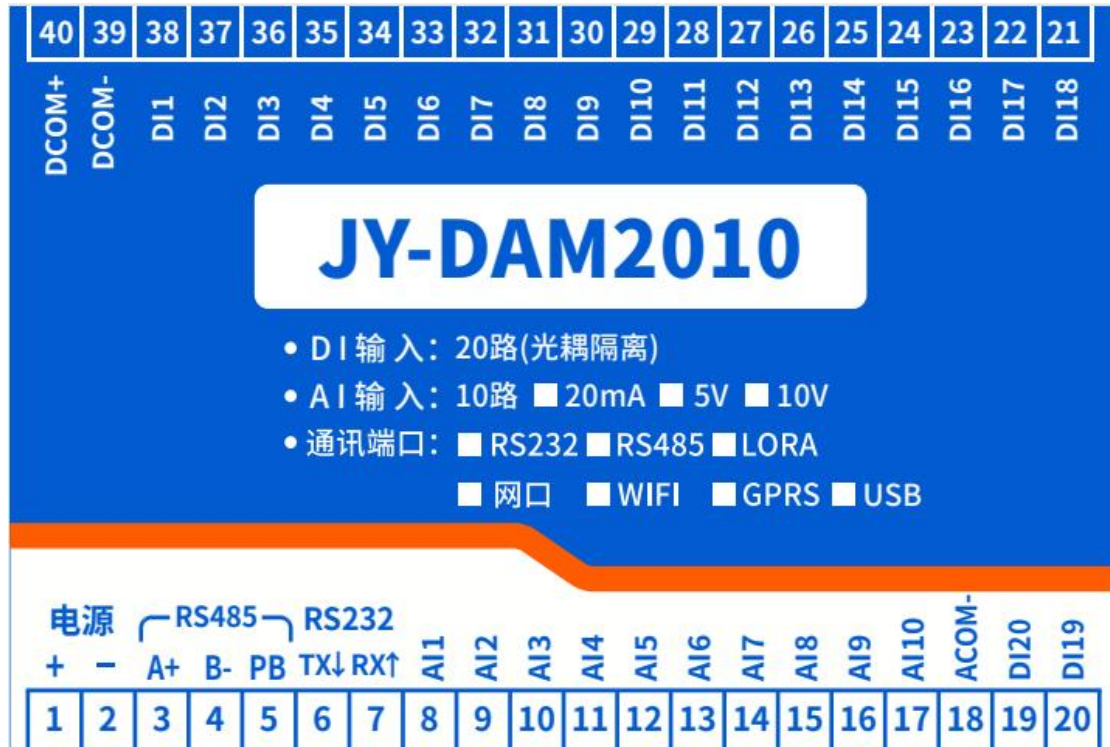 40 39 38 37 36 35 34 33 32 31 30 29 28 27 26 25 24 23 22 21
DCOM+ DCOM- DI1 DI2 DI3 DI4 DI5 DI6 DI7 DI8 DI9 DI10 DI11 DI12 DI13 DI14 DI15 DI16 DI17 DI18
JY-DAM2010
• DI输入：20路(光耦隔离)
• AI输入：10路 ■ 20mA ■ 5V ■ 10V
• 通讯端口：■ RS232 ■ RS485 ■ LORA
■ 网口 ■ WIFI ■ GPRS ■ USB
电源 RS485 RS232
+ − A+ B- PB TX↓ RX↑ AI1 AI2 AI3 AI4 AI5 AI6 AI7 AI8 AI9 AI10 ACOM- DI20 DI19
1 2 3 4 5 6 7 8 9 10 11 12 13 14 15 16 17 18 19 20